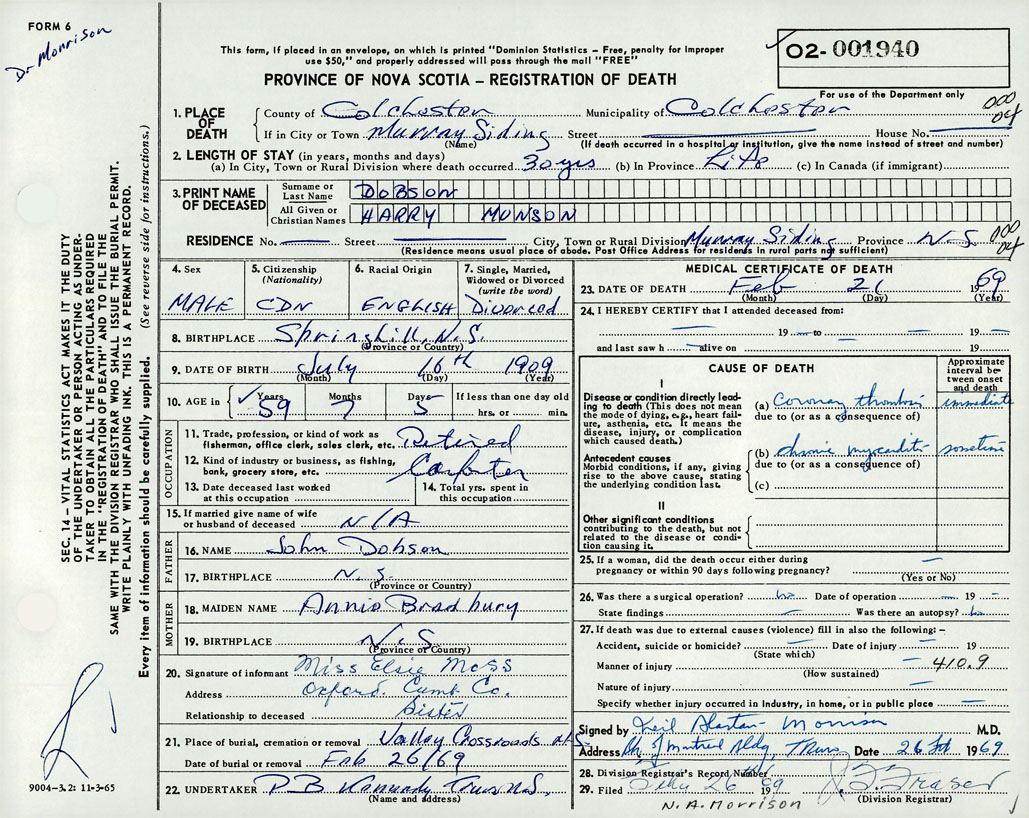 FORM 6
Dr Morrison
This form, if placed in an envelope, on which is printed "Dominion Statistics – Free, penalty for improper
use $50," and properly addressed will pass through the mail "FREE"
PROVINCE OF NOVA SCOTIA – REGISTRATION OF DEATH
O2- 001940
For use of the Department only
000
04
1. PLACE OF DEATH
County of Colchester Municipality of Colchester
If in City or Town Murray Siding Street House No.
(Name) (If death occurred in a hospital or institution, give the name instead of street and number)
2. LENGTH OF STAY (in years, months and days)
(a) In City, Town or Rural Division where death occurred 30 yrs (b) In Province Life (c) In Canada (if immigrant)
3. PRINT NAME OF DECEASED
Surname or Last Name DOBSON
All Given or Christian Names HARRY MUNSON
RESIDENCE No. Street City, Town or Rural Division Murray Siding Province N.S.
(Residence means usual place of abode. Post Office Address for residents in rural parts not sufficient)
000
04
4. Sex MALE
5. Citizenship (Nationality) CDN
6. Racial Origin ENGLISH
7. Single, Married, Widowed or Divorced (write the word) Divorced
8. BIRTHPLACE Springhill, N.S.
(Province or Country)
9. DATE OF BIRTH July 16th 1909
(Month) (Day) (Year)
10. AGE in Years 59 Months 7 Days 5 If less than one day old
hrs. or min.
OCCUPATION
11. Trade, profession, or kind of work as
fisherman, office clerk, sales clerk, etc. Retired
12. Kind of industry or business, as fishing,
bank, grocery store, etc. Carpenter
13. Date deceased last worked
at this occupation
14. Total yrs. spent in
this occupation
15. If married give name of wife
or husband of deceased N/A
FATHER
16. NAME John Dobson
17. BIRTHPLACE N.S.
(Province or Country)
MOTHER
18. MAIDEN NAME Annie Bradbury
19. BIRTHPLACE N.S
(Province or Country)
20. Signature of informant Miss Elsie Moss
Address Oxford. Cumb. Co.
Relationship to deceased Sister
21. Place of burial, cremation or removal Valley Crossroads N.S
Date of burial or removal Feb 26/69
22. UNDERTAKER P B Kennedy Truro N.S.
(Name and address)
MEDICAL CERTIFICATE OF DEATH
23. DATE OF DEATH Feb 21 1969
(Month) (Day) (Year)
24. I HEREBY CERTIFY that I attended deceased from:
19 to 19
and last saw h alive on 19
CAUSE OF DEATH
Approximate interval between onset and death
I
Disease or condition directly leading to death (This does not mean the mode of dying, e.g., heart failure, asthenia, etc. It means the disease, injury, or complication which caused death.)
(a) Coronary thrombosis immediate
due to (or as a consequence of)
Antecedent causes
Morbid conditions, if any, giving rise to the above cause, stating the underlying condition last.
(b) chronic myocarditis sometime
due to (or as a consequence of)
(c)
II
Other significant conditions
contributing to the death, but not related to the disease or condition causing it.
25. If a woman, did the death occur either during
pregnancy or within 90 days following pregnancy?
(Yes or No)
26. Was there a surgical operation? no Date of operation 19
State findings Was there an autopsy? no
27. If death was due to external causes (violence) fill in also the following: –
Accident, suicide or homicide? Date of injury 19
(State which)
Manner of injury 410.9
(How sustained)
Nature of injury
Specify whether injury occurred in Industry, in home, or in public place
Signed by Neil Alastair Morrison M.D.
Address Bk of Montreal Bldg, Truro Date 26 Feb 1969
28. Division Registrar's Record Number
29. Filed Feby 26 1969 Fraser
(Division Registrar)
N.A. MORRISON
SEC. 14 – VITAL STATISTICS ACT MAKES IT THE DUTY
OF THE UNDERTAKER OR PERSON ACTING AS UNDER-
TAKER TO OBTAIN ALL THE PARTICULARS REQUIRED
IN THE "REGISTRATION OF DEATH" AND TO FILE THE
SAME WITH THE DIVISION REGISTRAR WHO SHALL ISSUE THE BURIAL PERMIT.
WRITE PLAINLY WITH UNFADING INK. THIS IS A PERMANENT RECORD.
Every item of information should be carefully supplied. (See reverse side for instructions.)
9004–3.2: 11-3-65